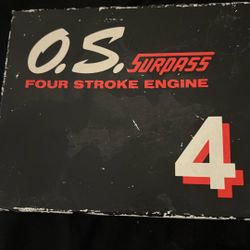 O.S. SURPASS
FOUR STROKE ENGINE
4